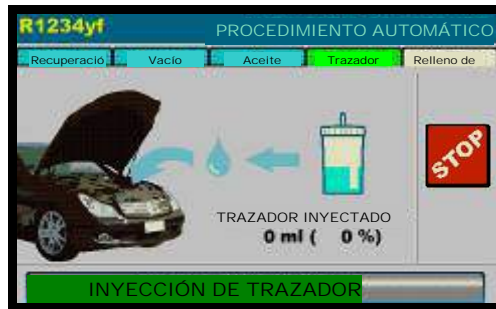 R1234yf
PROCEDIMIENTO AUTOMÁTICO
Recuperació Vacío Aceite Trazador Relleno de
STOP
TRAZADOR INYECTADO
0 ml ( 0 %)
INYECCIÓN DE TRAZADOR